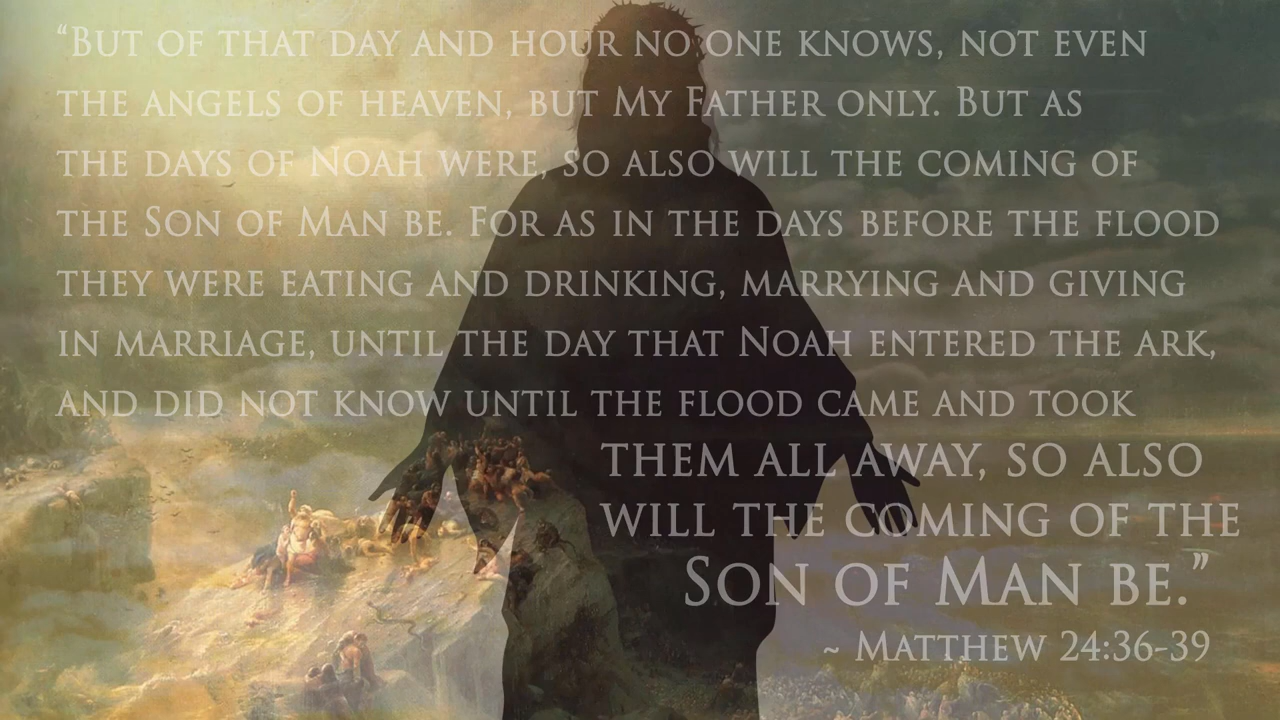 “But of that day and hour no one knows, not even
the angels of heaven, but My Father only. But as
the days of Noah were, so also will the coming of
the Son of Man be. For as in the days before the flood
they were eating and drinking, marrying and giving
in marriage, until the day that Noah entered the ark,
and did not know until the flood came and took
them all away, so also
will the coming of the
Son of Man be.”
~ Matthew 24:36-39